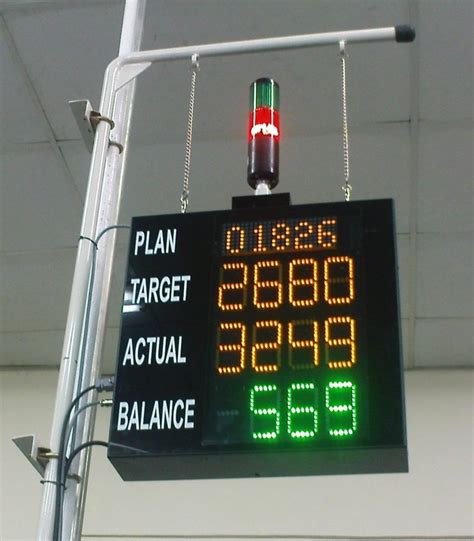 PLAN 01826
TARGET 2680
ACTUAL 3249
BALANCE 569